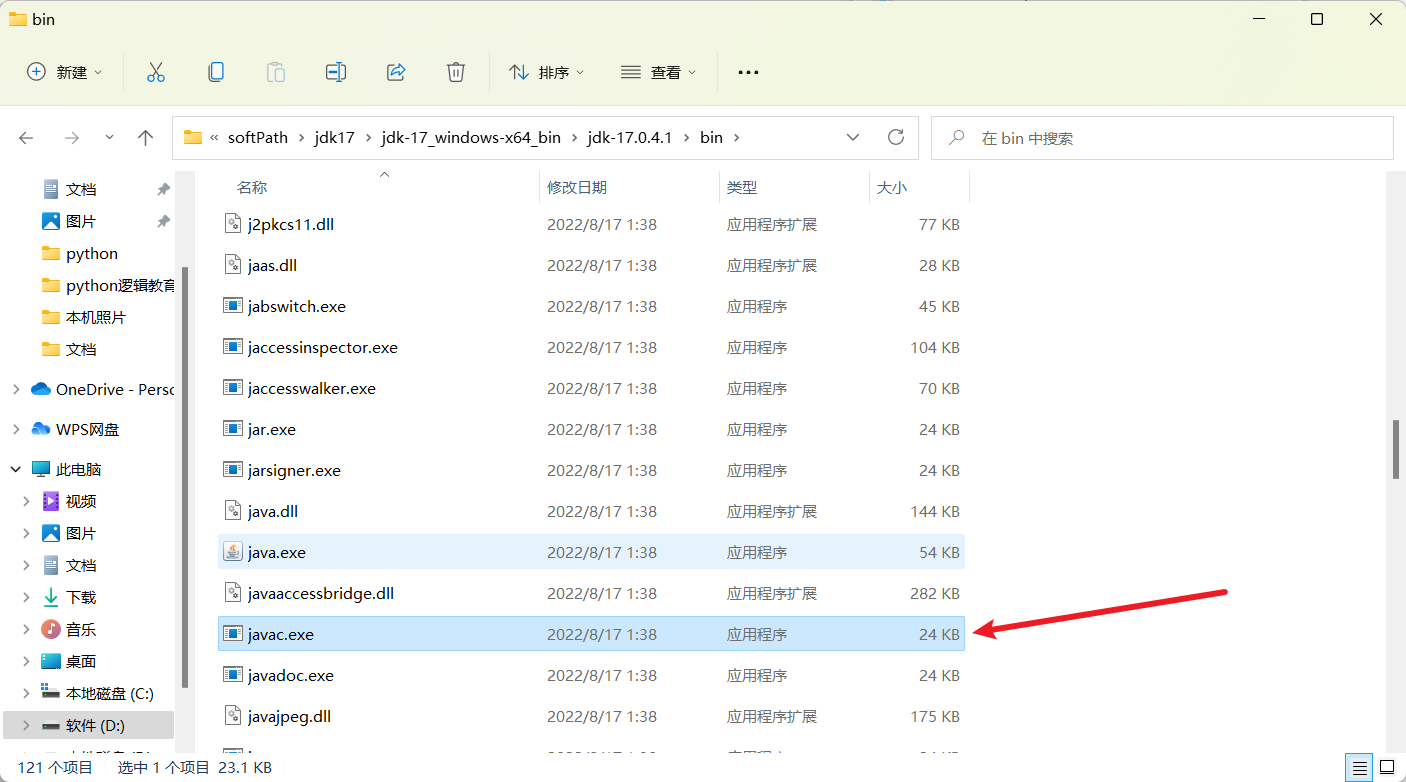 bin
新建 排序 查看
« softPath › jdk17 › jdk-17_windows-x64_bin › jdk-17.0.4.1 › bin › 在 bin 中搜索
文档
图片
python
python逻辑教育
本机照片
文档
OneDrive - Perso
WPS网盘
此电脑
视频
图片
文档
下载
音乐
桌面
本地磁盘 (C:)
软件 (D:)
名称 修改日期 类型 大小
j2pkcs11.dll 2022/8/17 1:38 应用程序扩展 77 KB
jaas.dll 2022/8/17 1:38 应用程序扩展 28 KB
jabswitch.exe 2022/8/17 1:38 应用程序 45 KB
jaccessinspector.exe 2022/8/17 1:38 应用程序 104 KB
jaccesswalker.exe 2022/8/17 1:38 应用程序 70 KB
jar.exe 2022/8/17 1:38 应用程序 24 KB
jarsigner.exe 2022/8/17 1:38 应用程序 24 KB
java.dll 2022/8/17 1:38 应用程序扩展 144 KB
java.exe 2022/8/17 1:38 应用程序 54 KB
javaaccessbridge.dll 2022/8/17 1:38 应用程序扩展 282 KB
javac.exe 2022/8/17 1:38 应用程序 24 KB
javadoc.exe 2022/8/17 1:38 应用程序 24 KB
javajpeg.dll 2022/8/17 1:38 应用程序扩展 175 KB
121 个项目 选中 1 个项目 23.1 KB